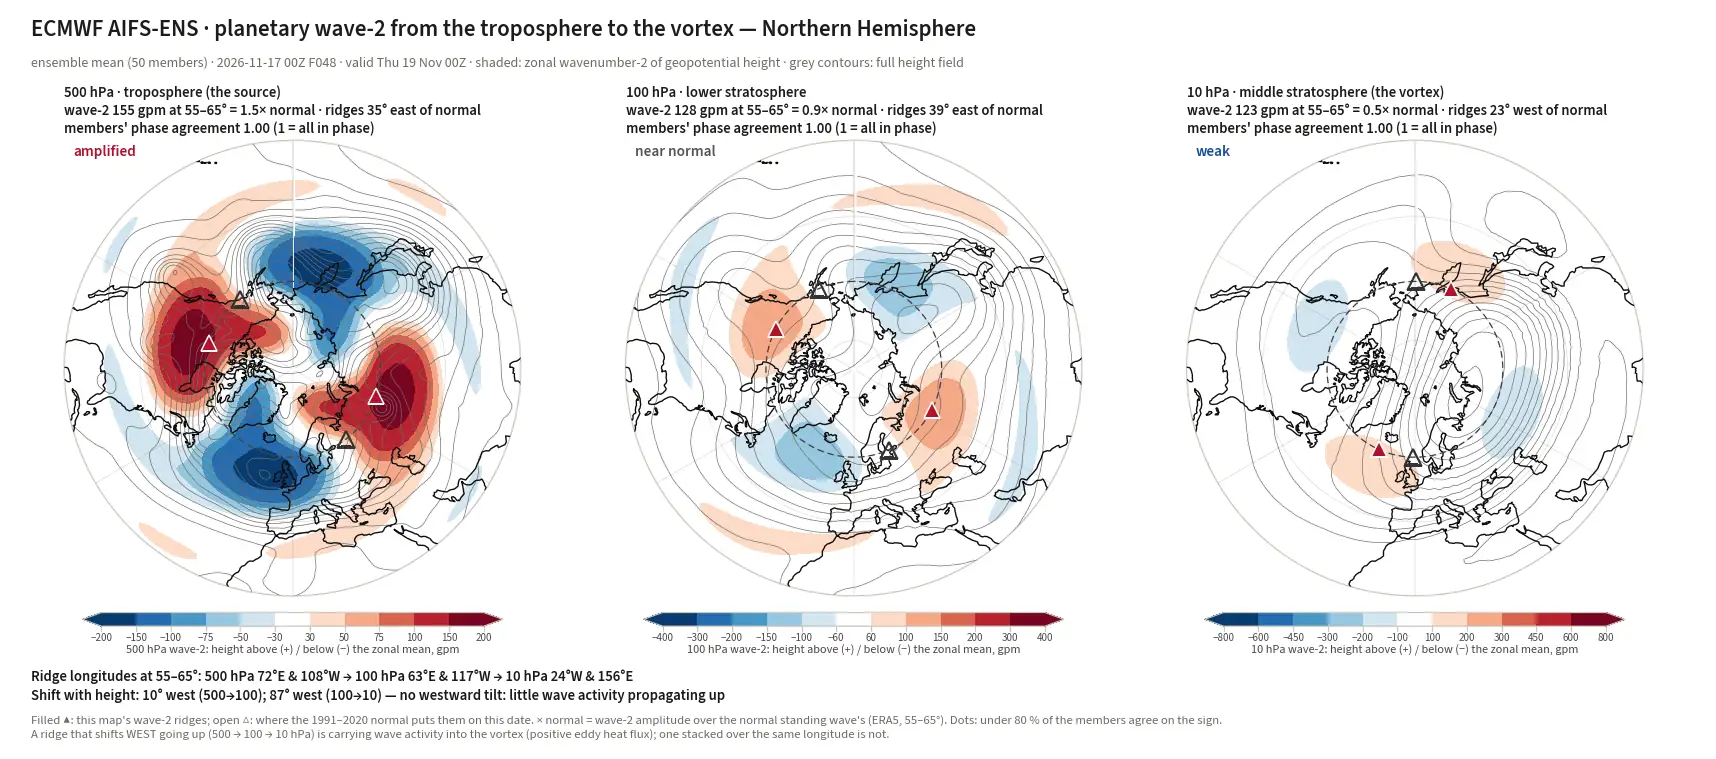 ECMWF AIFS-ENS · planetary wave-2 from the troposphere to the vortex — Northern Hemisphere
ensemble mean (50 members) · 2026-11-17 00Z F048 · valid Thu 19 Nov 00Z · shaded: zonal wavenumber-2 of geopotential height · grey contours: full height field
500 hPa · troposphere (the source)
wave-2 155 gpm at 55–65° = 1.5× normal · ridges 35° east of normal
members' phase agreement 1.00 (1 = all in phase)
amplified
100 hPa · lower stratosphere
wave-2 128 gpm at 55–65° = 0.9× normal · ridges 39° east of normal
members' phase agreement 1.00 (1 = all in phase)
near normal
10 hPa · middle stratosphere (the vortex)
wave-2 123 gpm at 55–65° = 0.5× normal · ridges 23° west of normal
members' phase agreement 1.00 (1 = all in phase)
weak
−200 −150 −100 −75 −50 −30 30 50 75 100 150 200
500 hPa wave-2: height above (+) / below (−) the zonal mean, gpm
−400 −300 −200 −150 −100 −60 60 100 150 200 300 400
100 hPa wave-2: height above (+) / below (−) the zonal mean, gpm
−800 −600 −450 −300 −200 −100 100 200 300 450 600 800
10 hPa wave-2: height above (+) / below (−) the zonal mean, gpm
Ridge longitudes at 55–65°: 500 hPa 72°E & 108°W → 100 hPa 63°E & 117°W → 10 hPa 24°W & 156°E
Shift with height: 10° west (500→100); 87° west (100→10) — no westward tilt: little wave activity propagating up
Filled ▲: this map's wave-2 ridges; open △: where the 1991–2020 normal puts them on this date. × normal = wave-2 amplitude over the normal standing wave's (ERA5, 55–65°). Dots: under 80 % of the members agree on the sign.
A ridge that shifts WEST going up (500 → 100 → 10 hPa) is carrying wave activity into the vortex (positive eddy heat flux); one stacked over the same longitude is not.